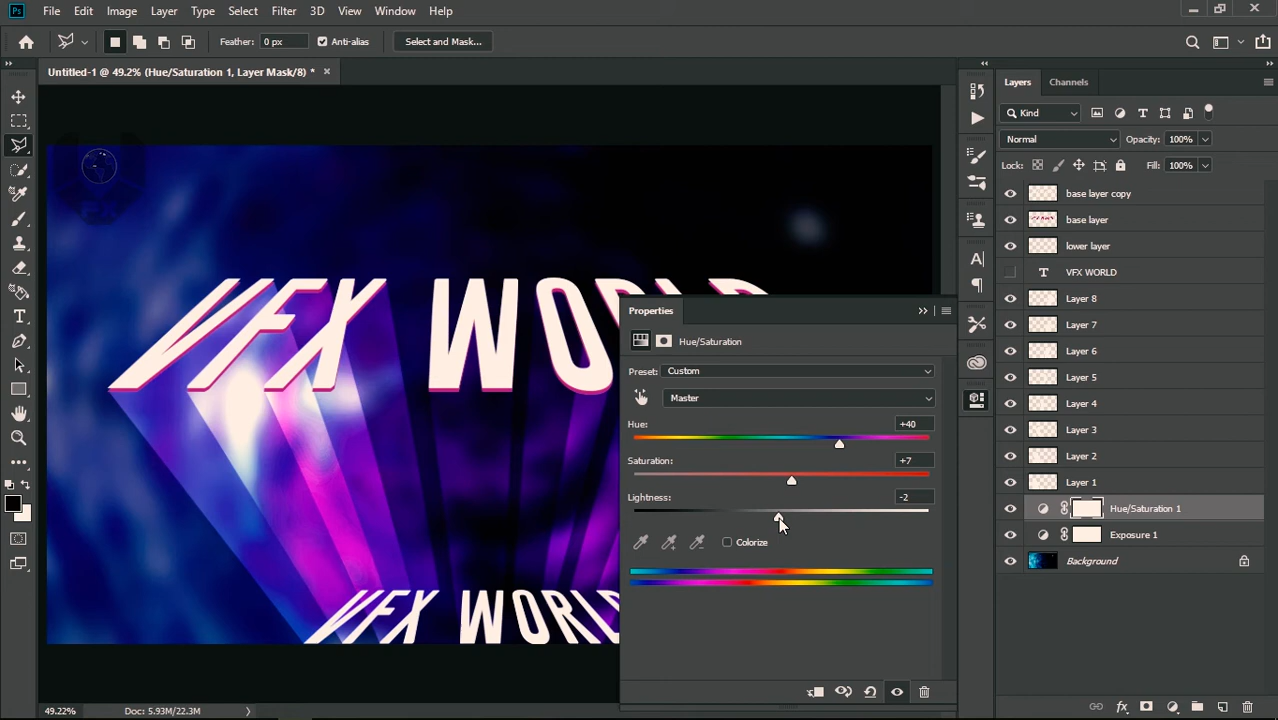 Ps File Edit Image Layer Type Select Filter 3D View Window Help
Feather: 0 px Anti-alias Select and Mask...
Untitled-1 @ 49.2% (Hue/Saturation 1, Layer Mask/8) *
VFX WORLD
VFX WORLD
Properties
Hue/Saturation
Preset: Custom
Master
Hue: +40
Saturation: +7
Lightness: -2
Colorize
Layers Channels
Kind
Normal Opacity: 100%
Lock: Fill: 100%
base layer copy
base layer
lower layer
T VFX WORLD
Layer 8
Layer 7
Layer 6
Layer 5
Layer 4
Layer 3
Layer 2
Layer 1
Hue/Saturation 1
Exposure 1
Background
49.22% Doc: 5.93M/22.3M